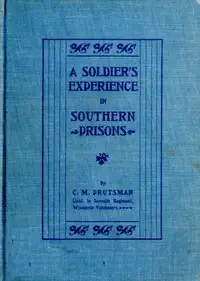 A SOLDIER'S
EXPERIENCE
IN
SOUTHERN
PRISONS
By
C. M. PRUTSMAN
Lieut. in Seventh Regiment,
Wisconsin Volunteers